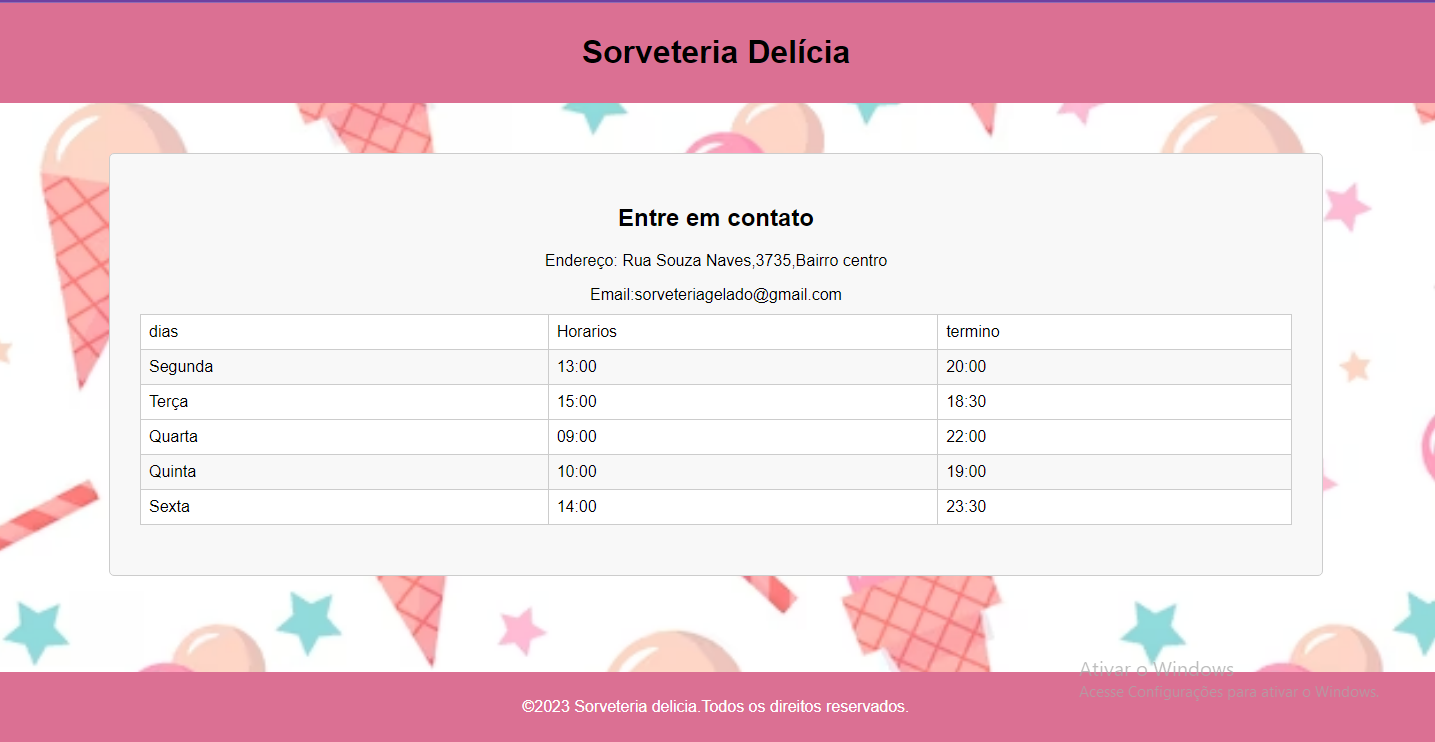 Sorveteria Delícia
Entre em contato
Endereço: Rua Souza Naves,3735,Bairro centro
Email:sorveteriagelado@gmail.com
dias Horarios termino
Segunda 13:00 20:00
Terça 15:00 18:30
Quarta 09:00 22:00
Quinta 10:00 19:00
Sexta 14:00 23:30
Ativar o Windows
Acesse Configurações para ativar o Windows.
©2023 Sorveteria delicia.Todos os direitos reservados.